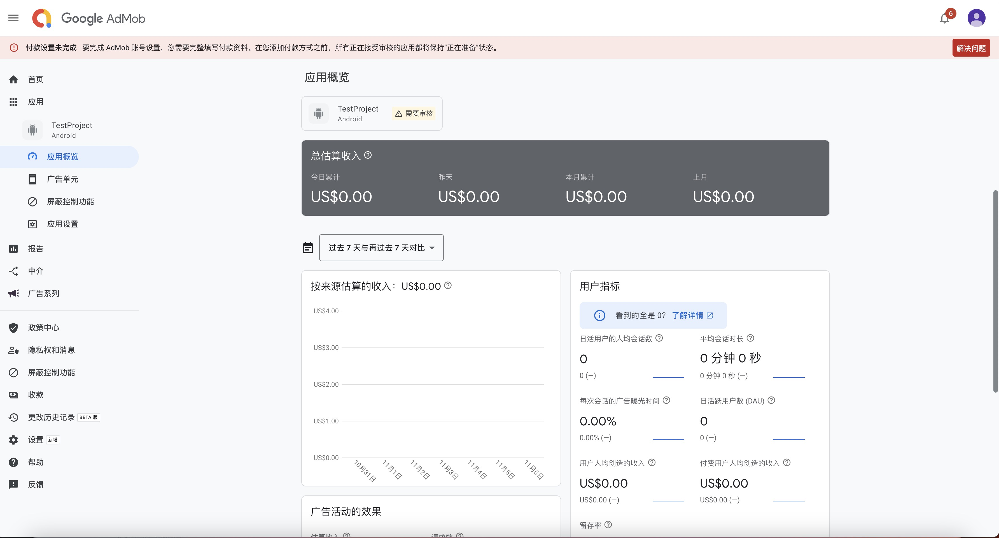 Google AdMob
6
付款设置未完成 - 要完成 AdMob 账号设置，您需要完整填写付款资料。在您添加付款方式之前，所有正在接受审核的应用都将保持“正在准备”状态。
解决问题
首页
应用
TestProject
Android
应用概览
广告单元
屏蔽控制功能
应用设置
报告
中介
广告系列
政策中心
隐私权和消息
屏蔽控制功能
收款
更改历史记录 BETA 版
设置 新增
帮助
反馈
应用概览
TestProject
Android
需要审核
总估算收入
今日累计
US$0.00
昨天
US$0.00
本月累计
US$0.00
上月
US$0.00
过去 7 天与再过去 7 天对比
按来源估算的收入：US$0.00
US$4.00
US$3.00
US$2.00
US$1.00
US$0.00
10月31日
11月1日
11月2日
11月3日
11月4日
11月5日
11月6日
广告活动的效果
估算收入
请求数
用户指标
看到的全是 0? 了解详情
日活用户的人均会话数
0
0 (—)
平均会话时长
0 分钟 0 秒
0 分钟 0 秒 (—)
每次会话的广告曝光时间
0.00%
0.00% (—)
日活跃用户数 (DAU)
0
0 (—)
用户人均创造的收入
US$0.00
US$0.00 (—)
付费用户人均创造的收入
US$0.00
US$0.00 (—)
留存率